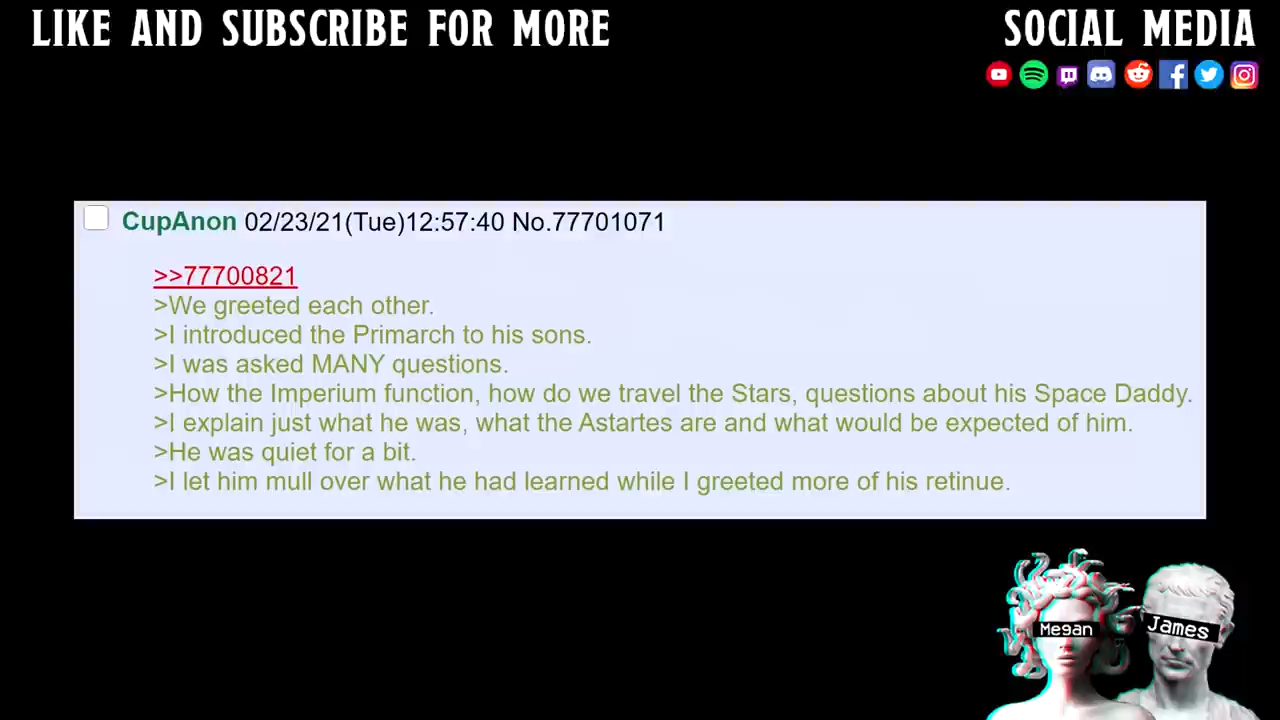 LIKE AND SUBSCRIBE FOR MORE
SOCIAL MEDIA
CupAnon 02/23/21(Tue)12:57:40 No.77701071
>>77700821
>We greeted each other.
>I introduced the Primarch to his sons.
>I was asked MANY questions.
>How the Imperium function, how do we travel the Stars, questions about his Space Daddy.
>I explain just what he was, what the Astartes are and what would be expected of him.
>He was quiet for a bit.
>I let him mull over what he had learned while I greeted more of his retinue.
Megan
James